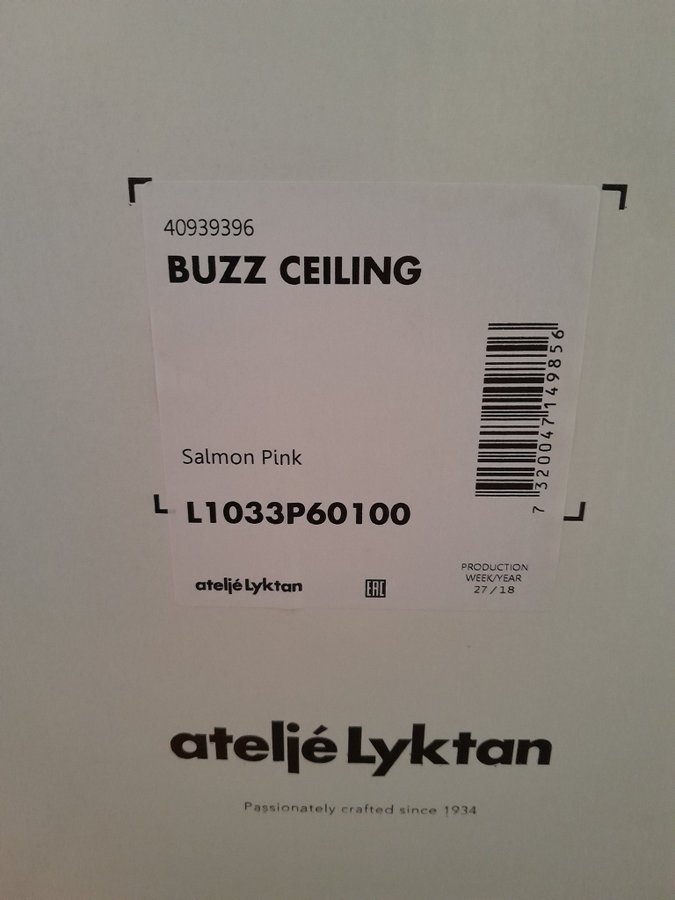 40939396
BUZZ CEILING
7 320047 149856
Salmon Pink
L1033P60100
ateljé Lyktan
EAC
PRODUCTION
WEEK/YEAR
27/18
ateljé Lyktan
Passionately crafted since 1934